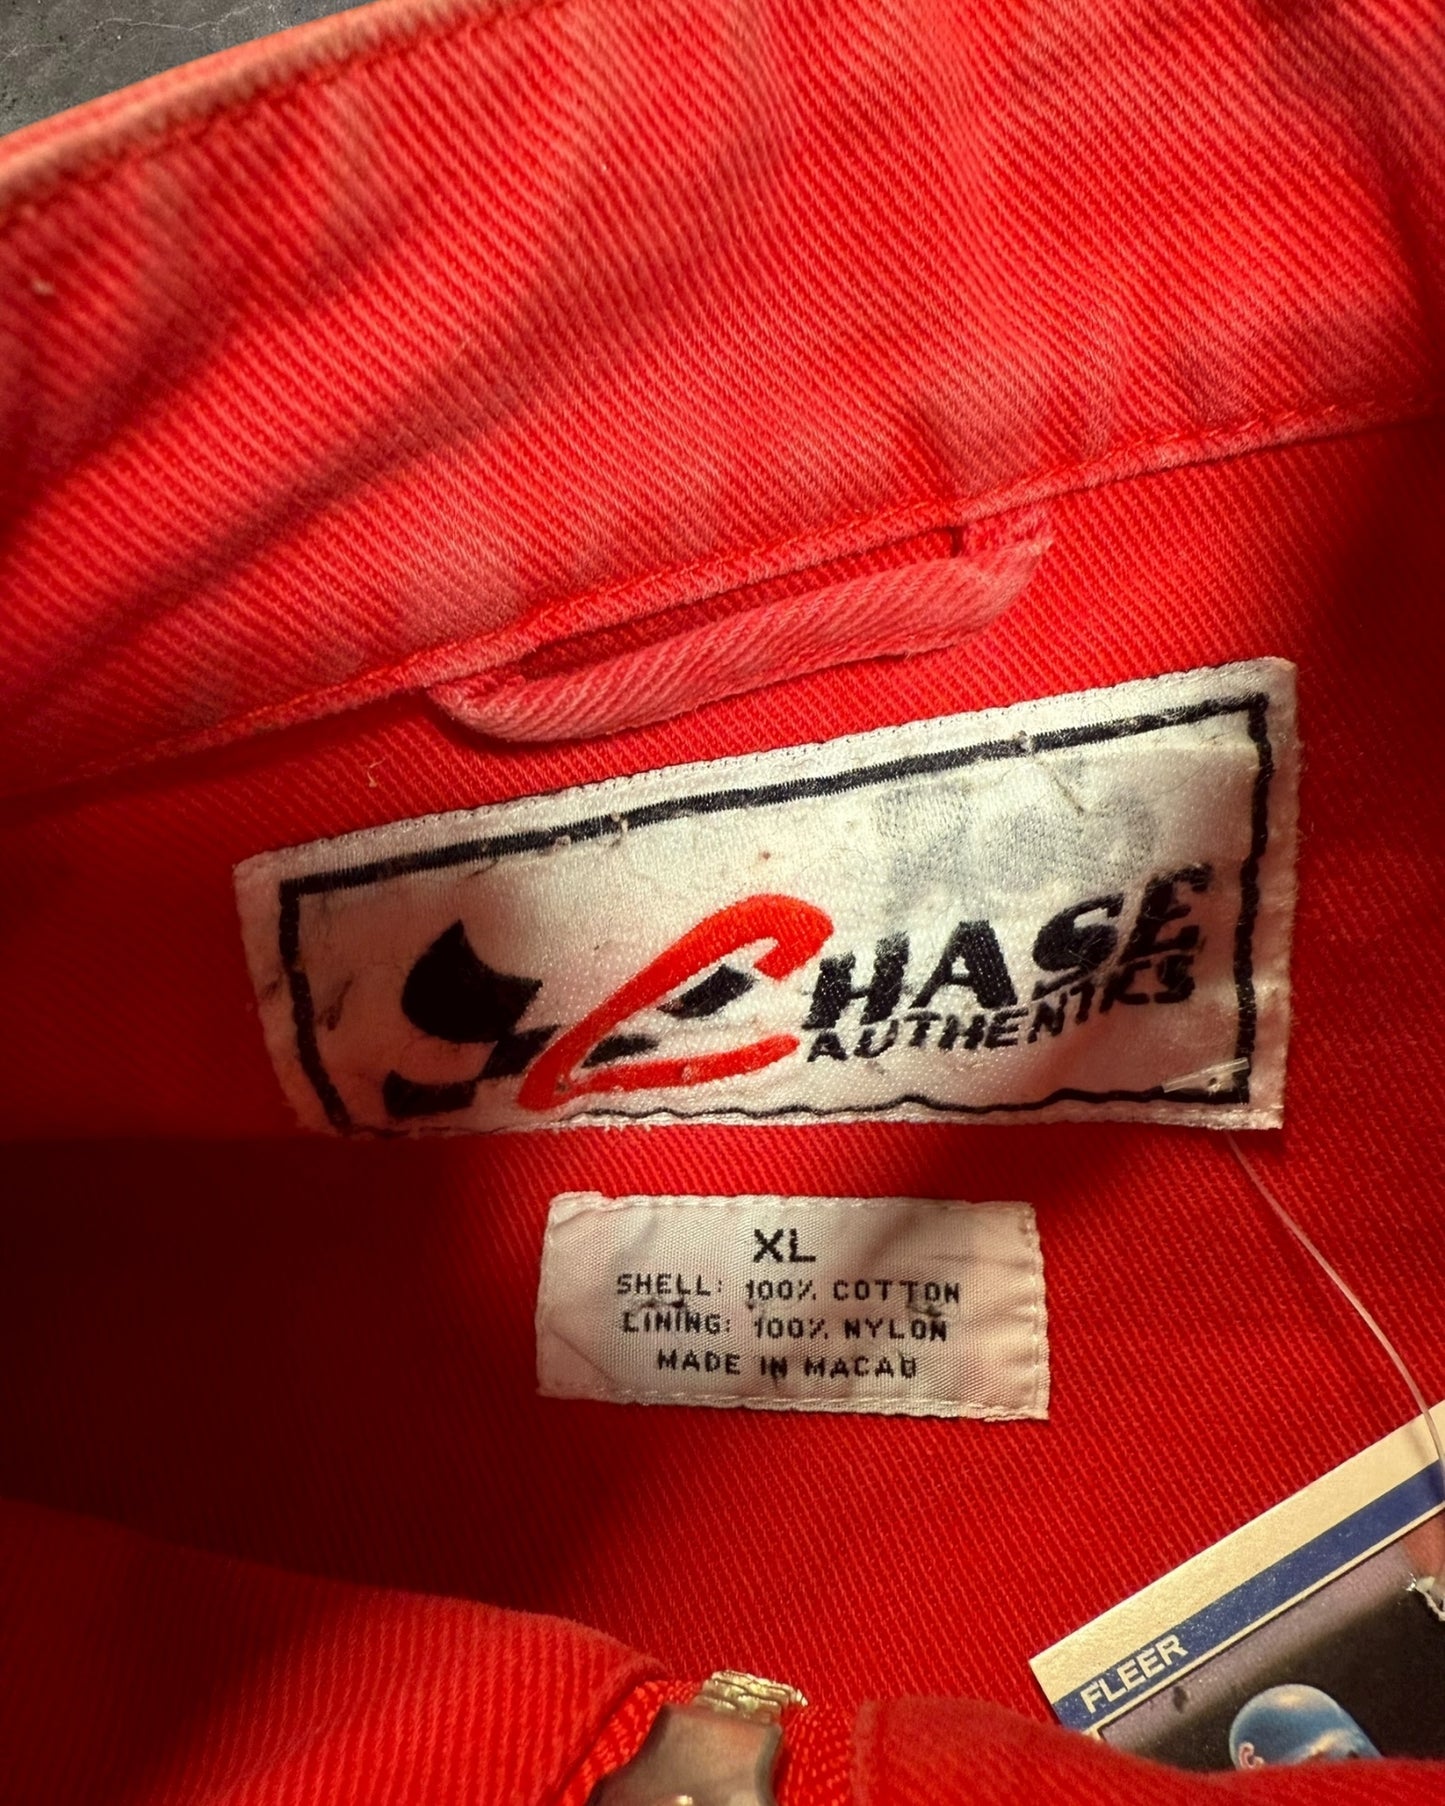 CHASE
AUTHENTICS
XL
SHELL: 100% COTTON
LINING: 100% NYLON
MADE IN MACAU
FLEER